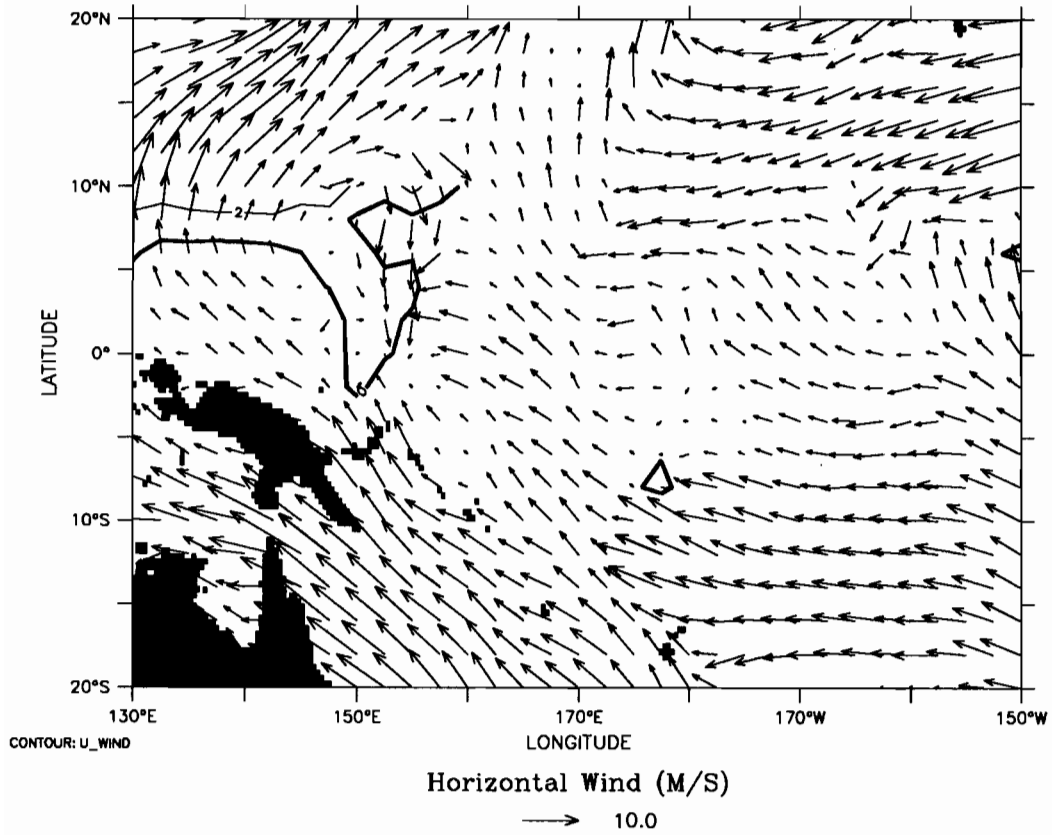 20°N
10°N
2
0°
6
10°S
20°S
LATITUDE
130°E 150°E 170°E 170°W 150°W
CONTOUR: U_WIND
LONGITUDE
Horizontal Wind (M/S)
10.0